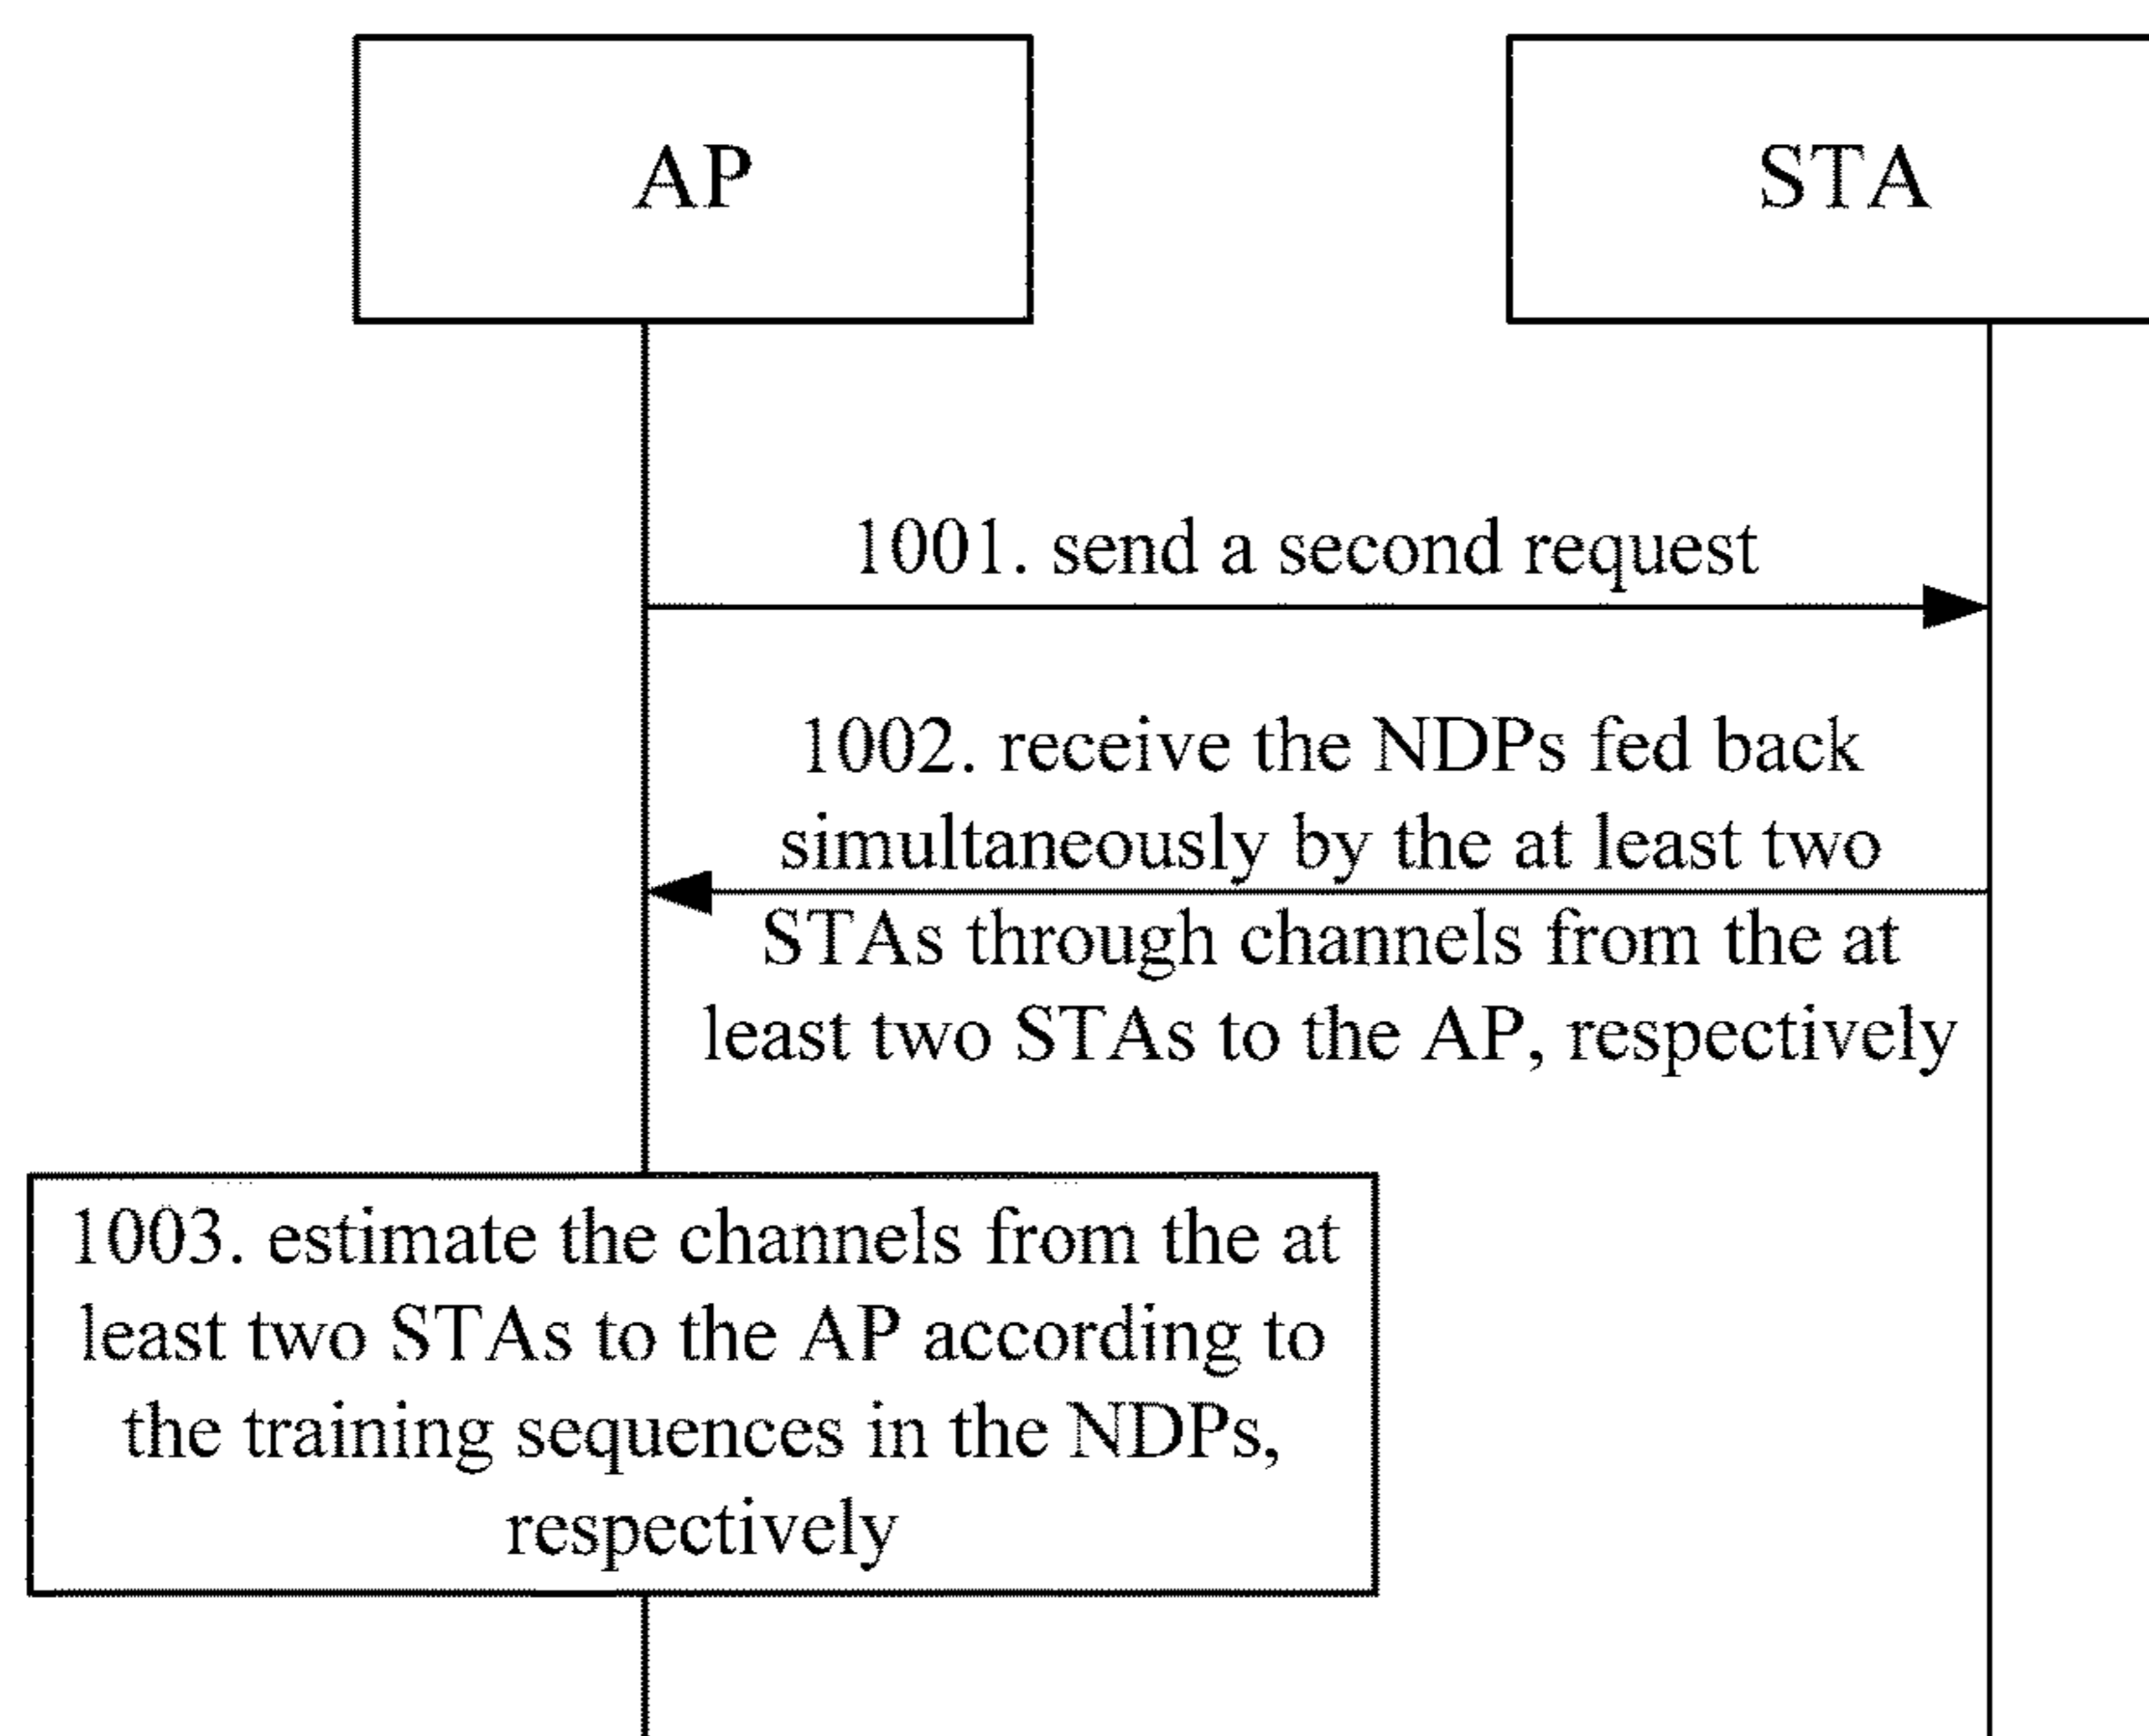 AP
STA
1001. send a second request
1002. receive the NDPs fed back
simultaneously by the at least two
STAs through channels from the at
least two STAs to the AP, respectively
1003. estimate the channels from the at
least two STAs to the AP according to
the training sequences in the NDPs,
respectively